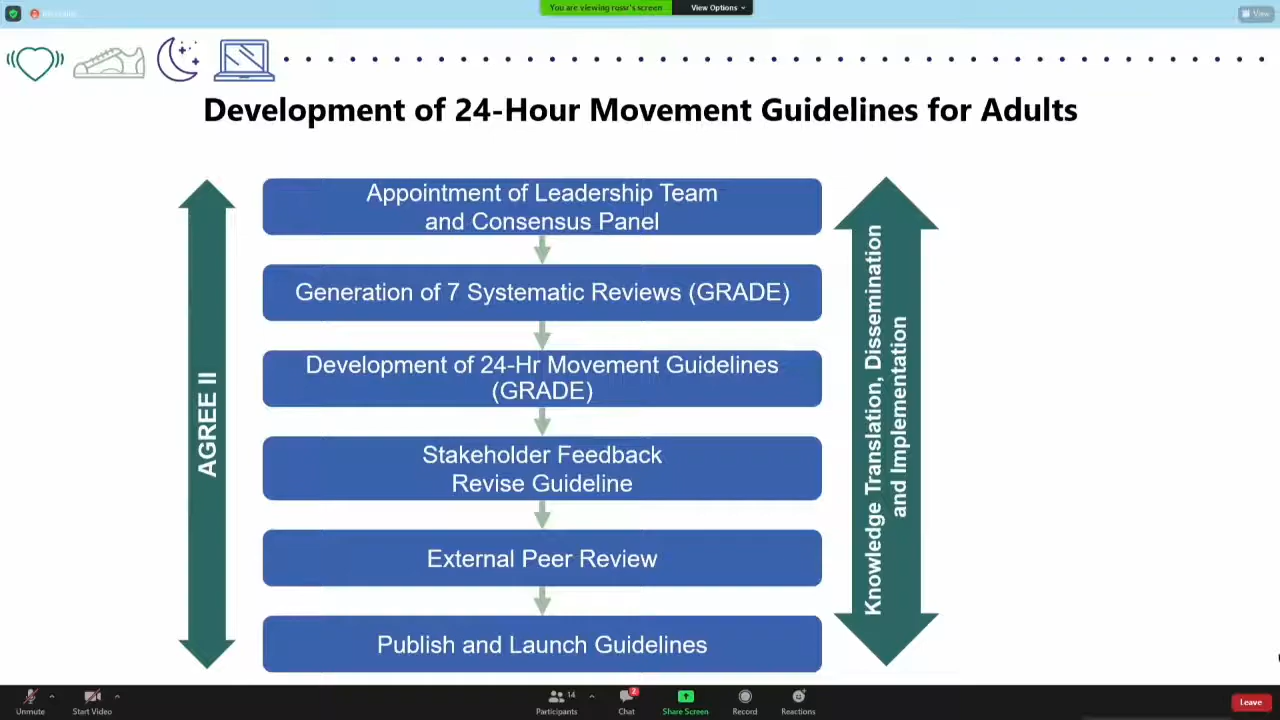 You are viewing rossr's screen
View Options
View
Development of 24-Hour Movement Guidelines for Adults
Appointment of Leadership Team
and Consensus Panel
Generation of 7 Systematic Reviews (GRADE)
Development of 24-Hr Movement Guidelines
(GRADE)
Stakeholder Feedback
Revise Guideline
External Peer Review
Publish and Launch Guidelines
AGREE II
Knowledge Translation, Dissemination
and Implementation
Unmute
Start Video
14
Participants
2
Chat
Share Screen
Record
Reactions
Leave